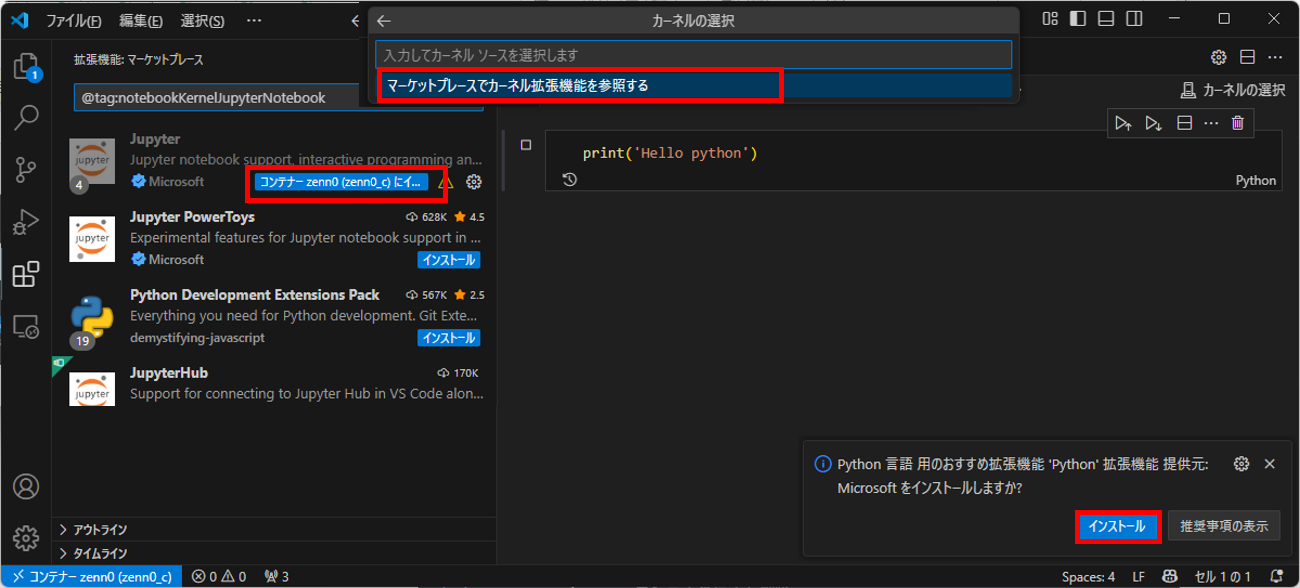 ファイル(F) 編集(E) 選択(S) ···
カーネルの選択
入力してカーネル ソースを選択します
マーケットプレースでカーネル拡張機能を参照する
拡張機能: マーケットプレース
@tag:notebookKernelJupyterNotebook
カーネルの選択
1
Jupyter
Jupyter notebook support, interactive programming an...
Microsoft
コンテナー zenn0 (zenn0_c) にイ...
jupyter
4
Jupyter PowerToys
628K 4.5
Experimental features for Jupyter notebook support in ...
Microsoft
インストール
jupyter
Python Development Extensions Pack
567K 2.5
Everything you need for Python development. Git Exte...
demystifying-javascript
インストール
19
JupyterHub
170K
Support for connecting to Jupyter Hub in VS Code alon...
jupyter
print('Hello python')
Python
アウトライン
タイムライン
Python 言語 用のおすすめ拡張機能 'Python' 拡張機能 提供元:
Microsoft をインストールしますか?
インストール
推奨事項の表示
コンテナー zenn0 (zenn0_c)
0 0
3
Spaces: 4
LF
セル 1 の 1